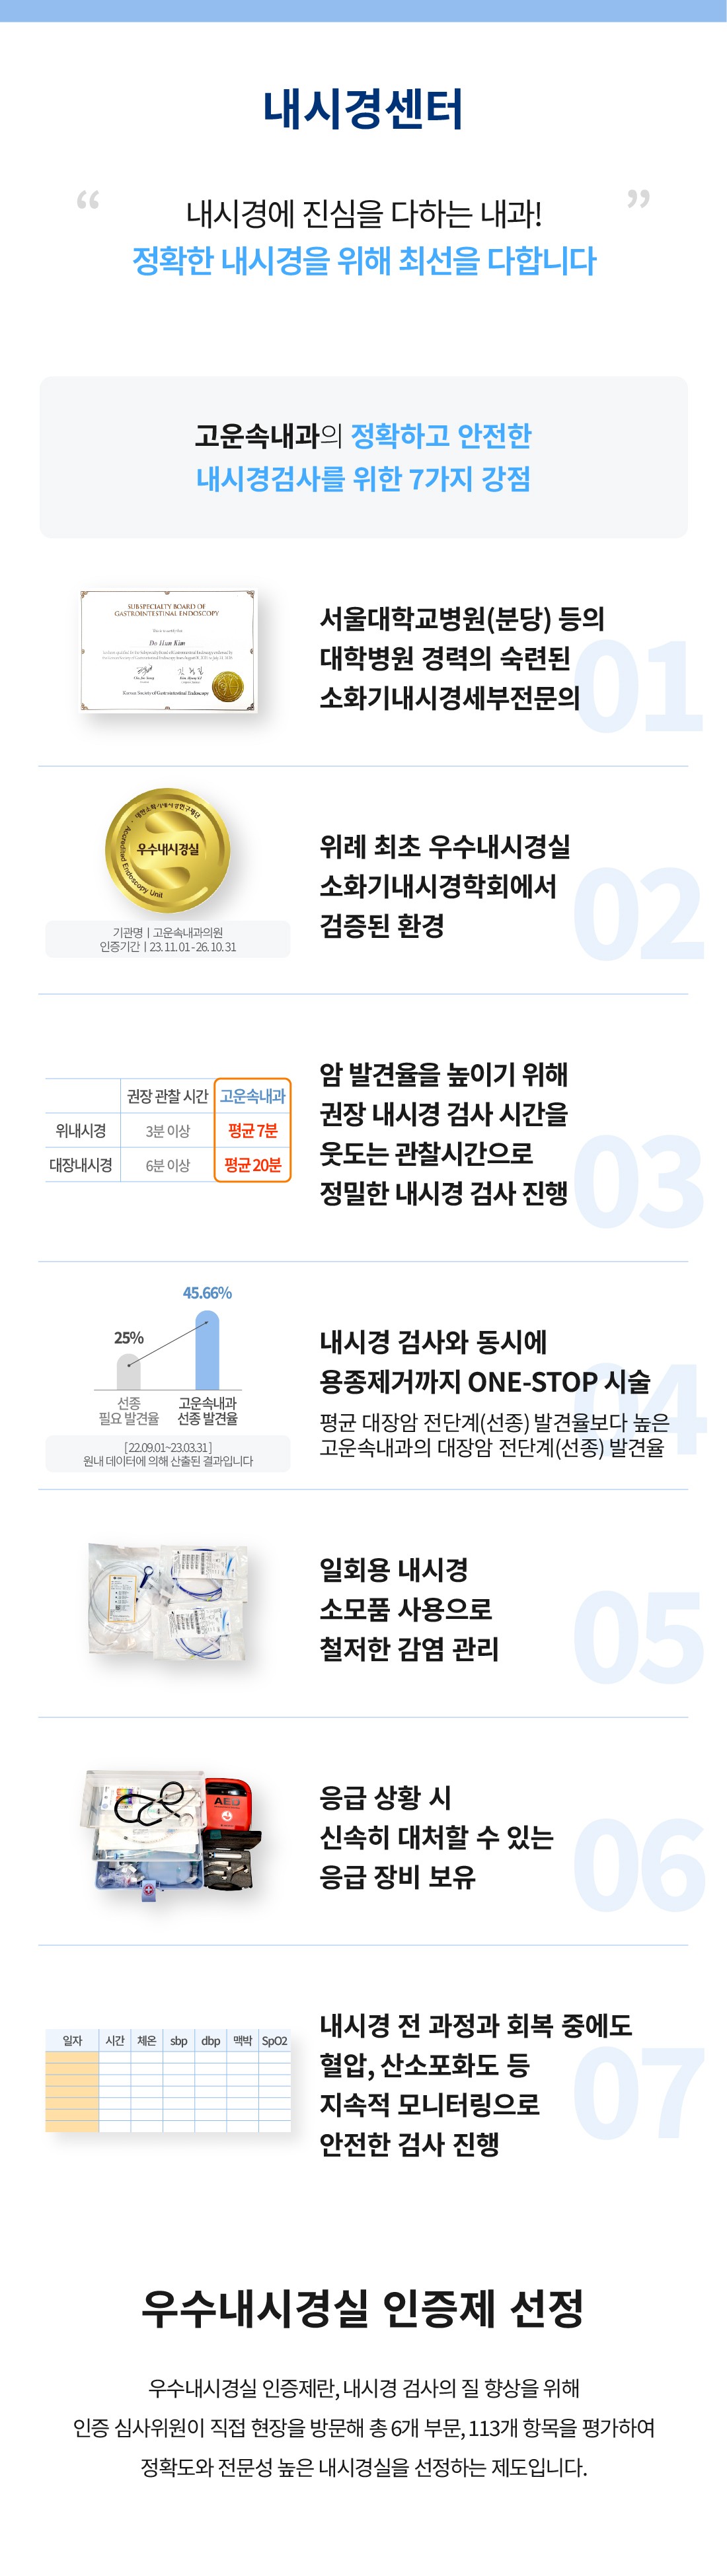 내시경센터
“ ”
내시경에 진심을 다하는 내과!
정확한 내시경을 위해 최선을 다합니다
고운속내과의 정확하고 안전한
내시경검사를 위한 7가지 강점
SUBSPECIALTY BOARD OF
GASTROINTESTINAL ENDOSCOPY
This is to certify that
Do Hun Kim
Korean Society of Gastrointestinal Endoscopy
서울대학교병원(분당) 등의
대학병원 경력의 숙련된
소화기내시경세부전문의
01
대한소화기내시경연구재단
우수내시경실
Accredited Endoscopy Unit
기관명 | 고운속내과의원
인증기간 | 23. 11. 01 - 26. 10. 31
위례 최초 우수내시경실
소화기내시경학회에서
검증된 환경
02
권장 관찰 시간 고운속내과
위내시경 3분 이상 평균 7분
대장내시경 6분 이상 평균 20분
암 발견율을 높이기 위해
권장 내시경 검사 시간을
웃도는 관찰시간으로
정밀한 내시경 검사 진행
03
45.66%
25%
선종
필요 발견율
고운속내과
선종 발견율
[ 22.09.01~23.03.31 ]
원내 데이터에 의해 산출된 결과입니다
내시경 검사와 동시에
용종제거까지 ONE-STOP 시술
평균 대장암 전단계(선종) 발견율보다 높은
고운속내과의 대장암 전단계(선종) 발견율
04
일회용 내시경
소모품 사용으로
철저한 감염 관리
05
AED
응급 상황 시
신속히 대처할 수 있는
응급 장비 보유
06
일자 시간 체온 sbp dbp 맥박 SpO2
내시경 전 과정과 회복 중에도
혈압, 산소포화도 등
지속적 모니터링으로
안전한 검사 진행
07
우수내시경실 인증제 선정
우수내시경실 인증제란, 내시경 검사의 질 향상을 위해
인증 심사위원이 직접 현장을 방문해 총 6개 부문, 113개 항목을 평가하여
정확도와 전문성 높은 내시경실을 선정하는 제도입니다.